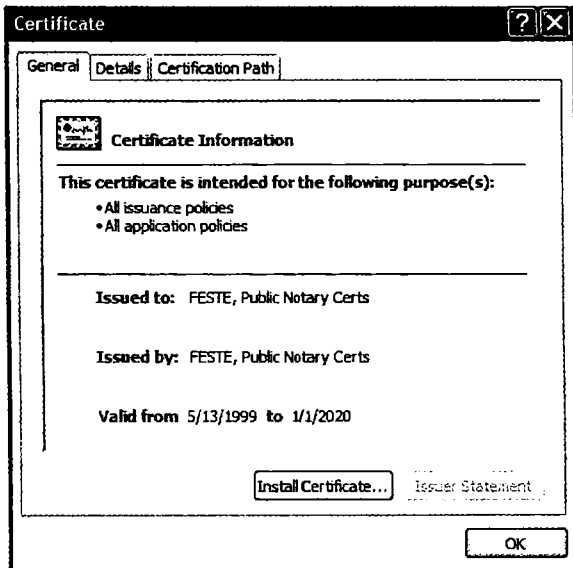 Certificate
General Details Certification Path
Certificate Information
This certificate is intended for the following purpose(s):
•All issuance policies
•All application policies
Issued to: FESTE, Public Notary Certs
Issued by: FESTE, Public Notary Certs
Valid from 5/13/1999 to 1/1/2020
Install Certificate... Issuer Statement
OK